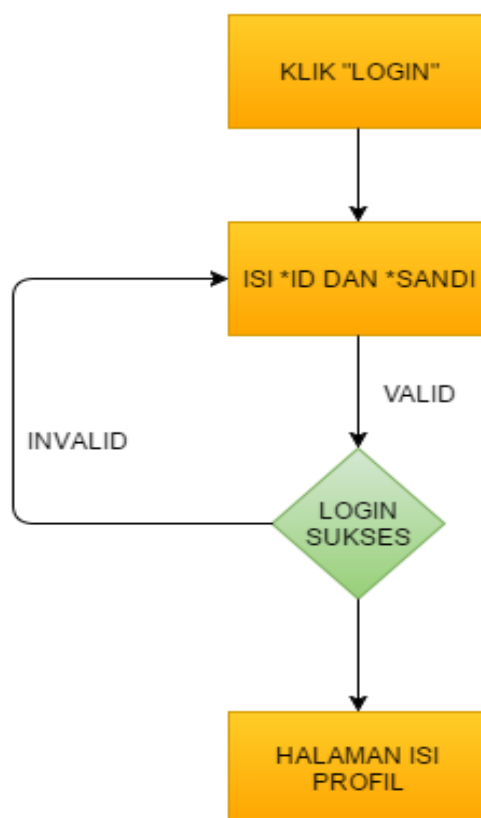 KLIK "LOGIN"
ISI *ID DAN *SANDI
VALID
INVALID
LOGIN
SUKSES
HALAMAN ISI
PROFIL